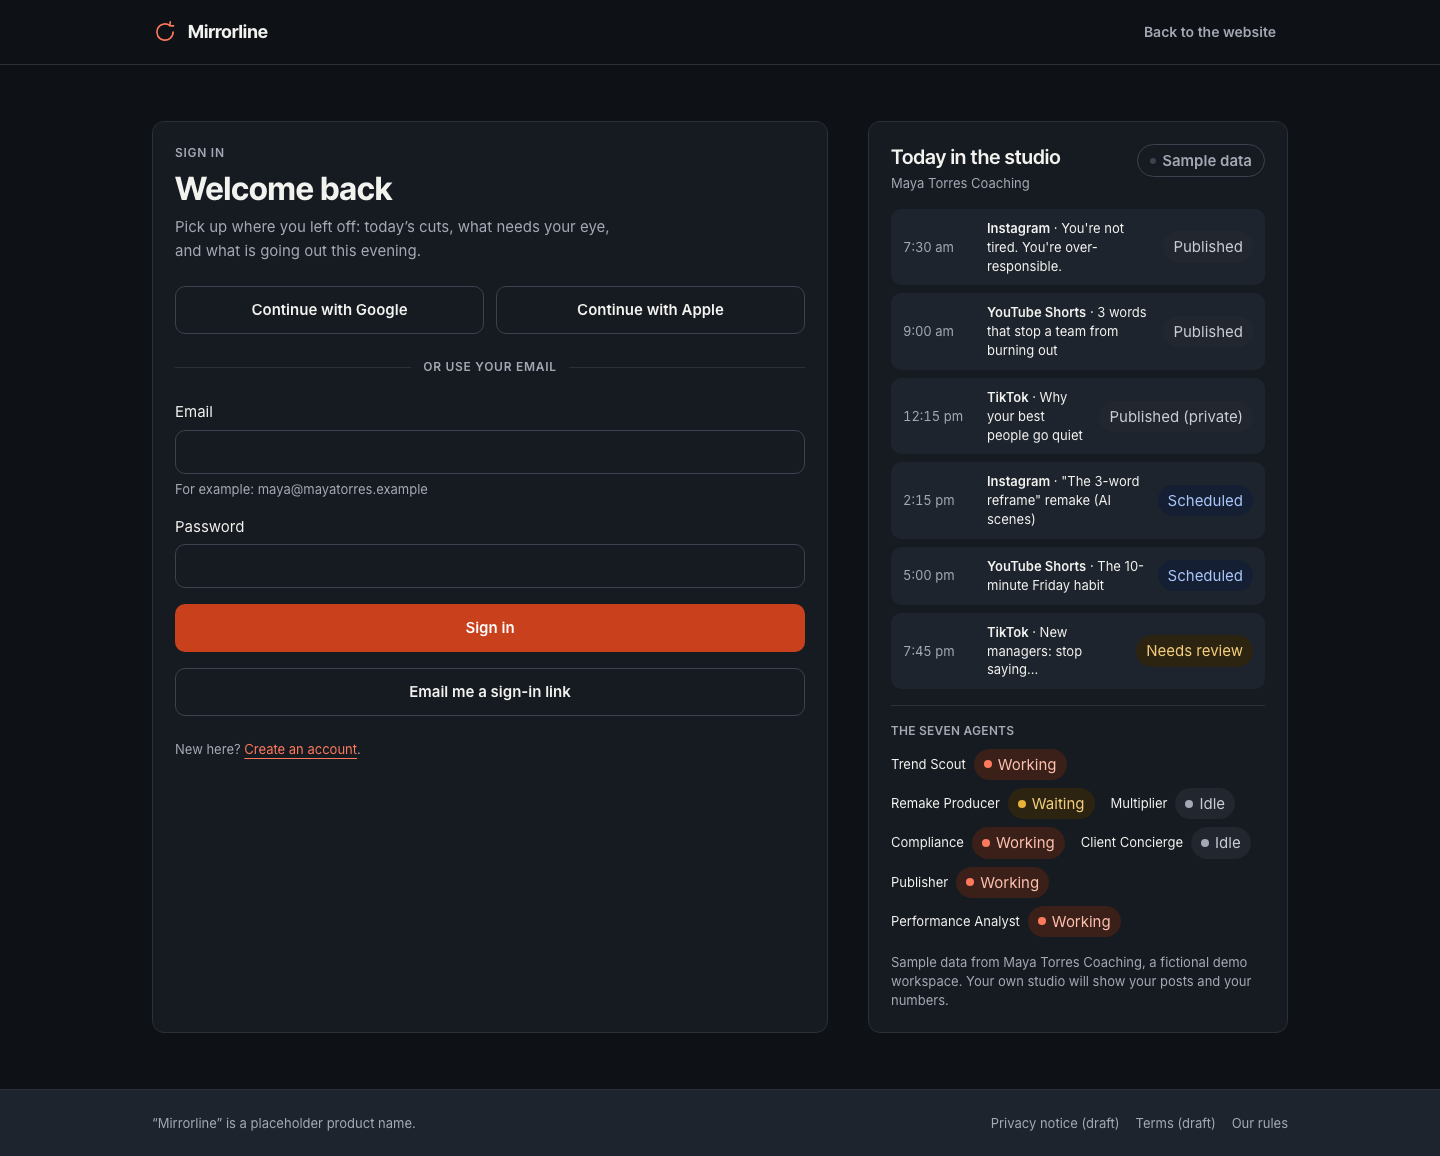 Mirrorline
Back to the website
SIGN IN
Welcome back
Pick up where you left off: today’s cuts, what needs your eye,
and what is going out this evening.
Continue with Google
Continue with Apple
OR USE YOUR EMAIL
Email
For example: maya@mayatorres.example
Password
Sign in
Email me a sign-in link
New here? Create an account.
Today in the studio
Sample data
Maya Torres Coaching
7:30 am
Instagram · You're not
tired. You're over-
responsible.
Published
9:00 am
YouTube Shorts · 3 words
that stop a team from
burning out
Published
12:15 pm
TikTok · Why
your best
people go quiet
Published (private)
2:15 pm
Instagram · "The 3-word
reframe" remake (AI
scenes)
Scheduled
5:00 pm
YouTube Shorts · The 10-
minute Friday habit
Scheduled
7:45 pm
TikTok · New
managers: stop
saying...
Needs review
THE SEVEN AGENTS
Trend Scout Working
Remake Producer Waiting Multiplier Idle
Compliance Working Client Concierge Idle
Publisher Working
Performance Analyst Working
Sample data from Maya Torres Coaching, a fictional demo
workspace. Your own studio will show your posts and your
numbers.
“Mirrorline” is a placeholder product name.
Privacy notice (draft) Terms (draft) Our rules